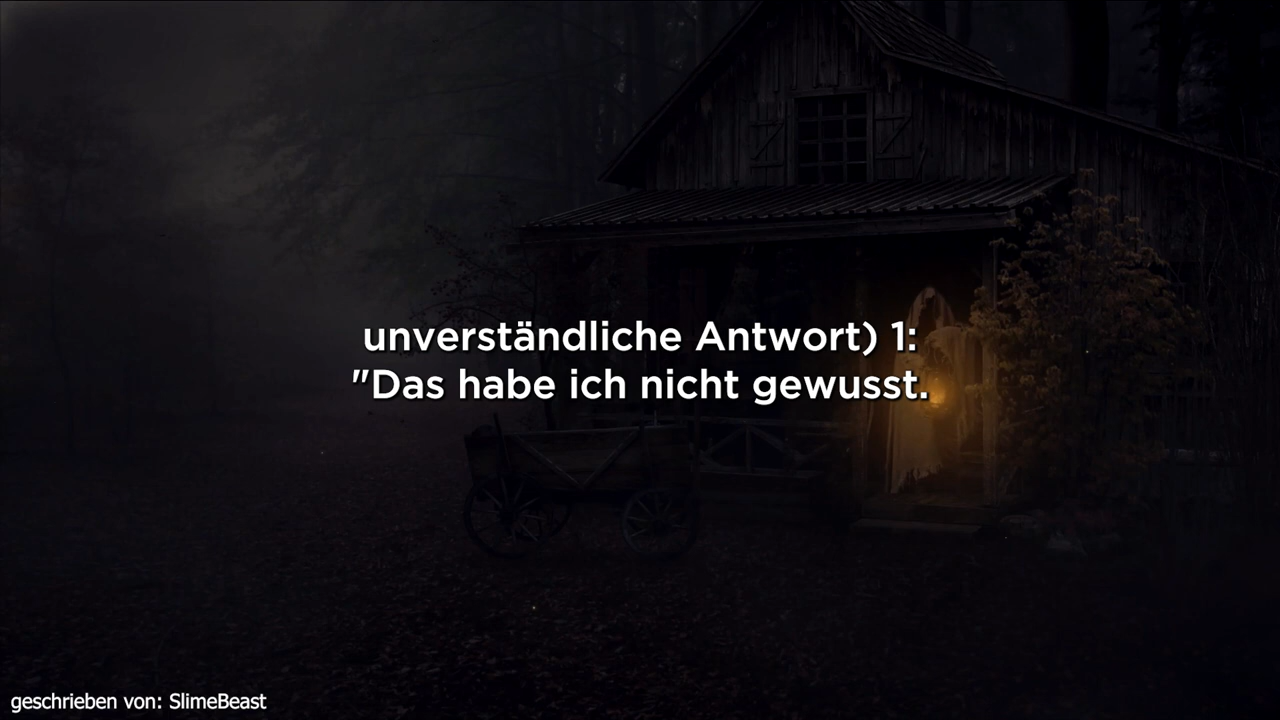 unverständliche Antwort) 1:
"Das habe ich nicht gewusst.
geschrieben von: SlimeBeast